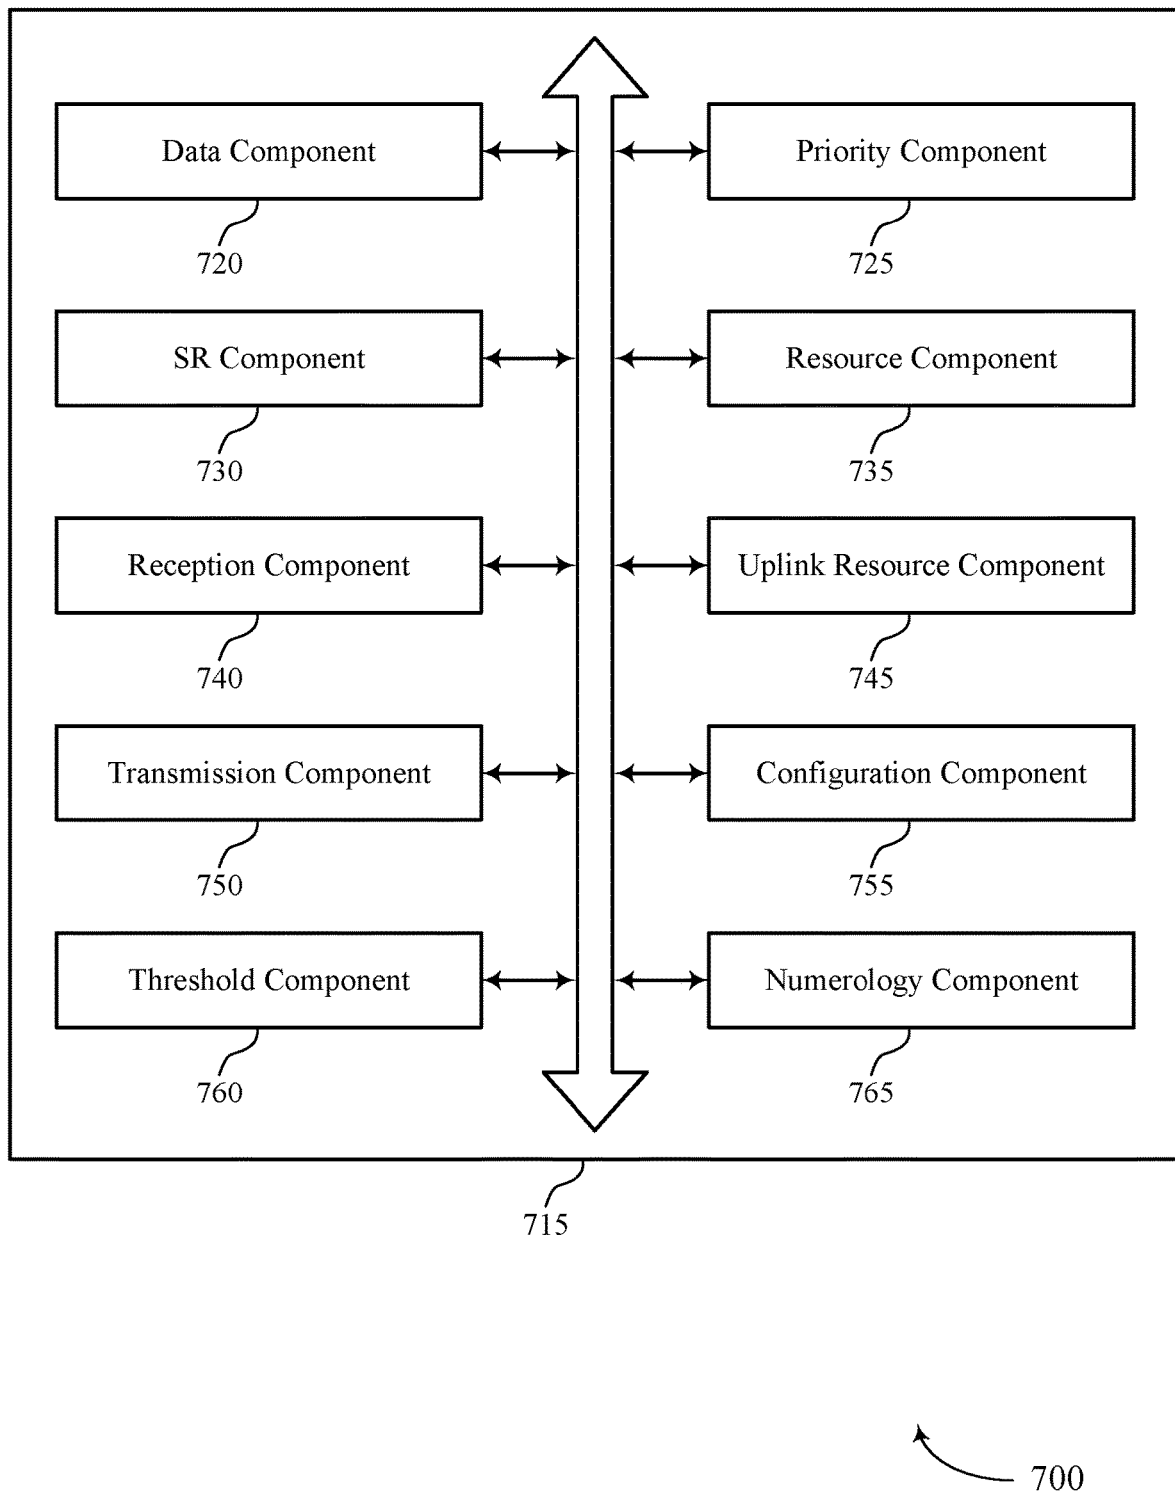 Data Component
Priority Component
720
725
SR Component
Resource Component
730
735
Reception Component
Uplink Resource Component
740
745
Transmission Component
Configuration Component
750
755
Threshold Component
Numerology Component
760
765
715
700